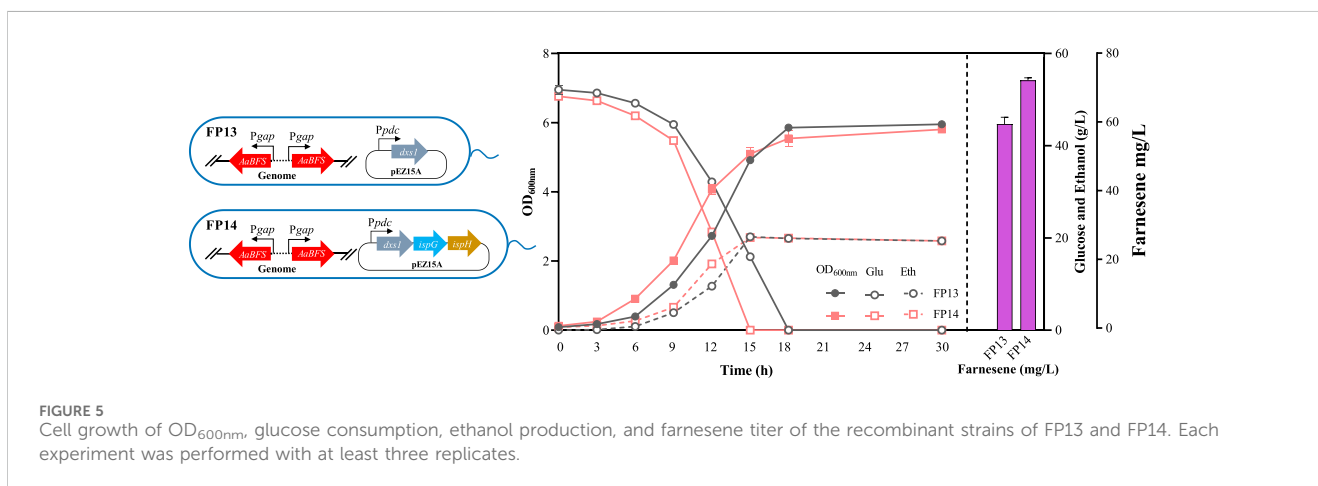 FP13
Pgap
Pgap
Ppdc
AaBFS
AaBFS
dxs1
Genome
pEZ15A
FP14
Pgap
Pgap
Ppdc
AaBFS
AaBFS
dxs1
ispG
ispH
Genome
pEZ15A
OD600nm
8
6
4
2
0
0
3
6
9
12
15
18
21
24
27
30
Time (h)
OD600nm Glu Eth
FP13
FP14
60
40
20
0
Glucose and Ethanol (g/L)
80
60
40
20
0
Farnesene mg/L
FP13
FP14
Farnesene (mg/L)
FIGURE 5
Cell growth of OD600nm, glucose consumption, ethanol production, and farnesene titer of the recombinant strains of FP13 and FP14. Each
experiment was performed with at least three replicates.